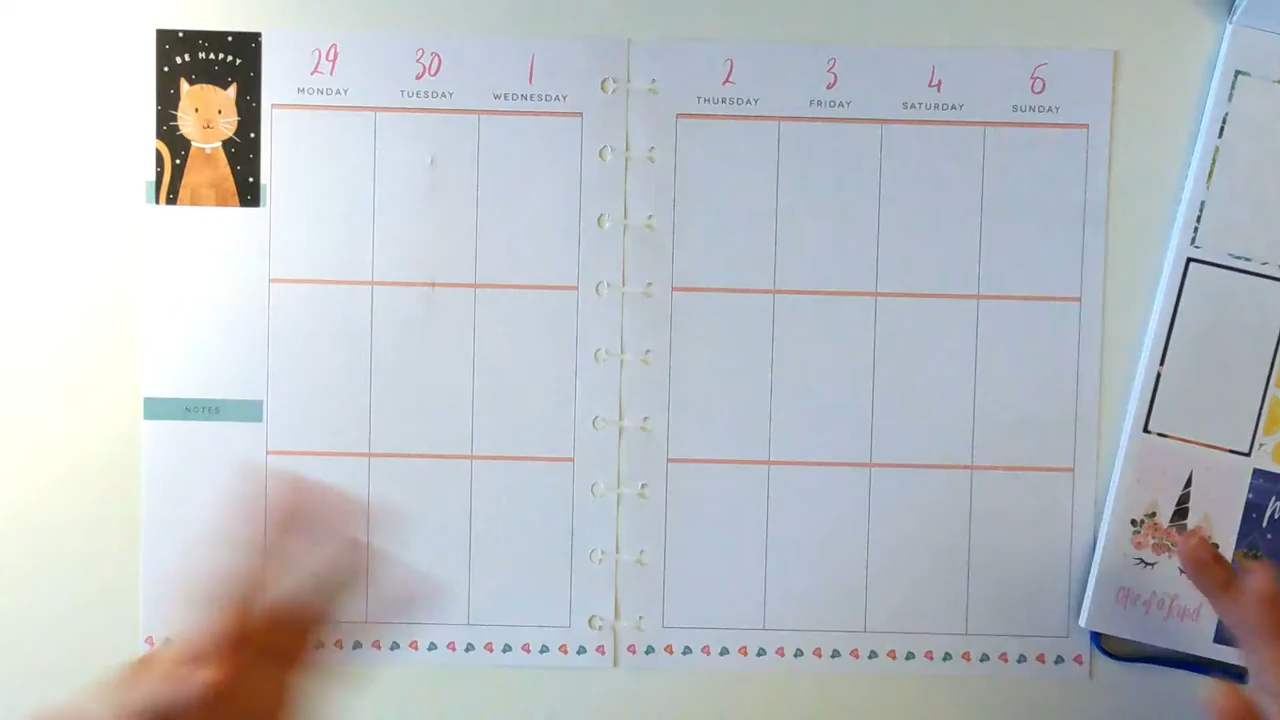 BE HAPPY
29 30 1 2 3 4 5
MONDAY TUESDAY WEDNESDAY THURSDAY FRIDAY SATURDAY SUNDAY
NOTES
One of a Kind